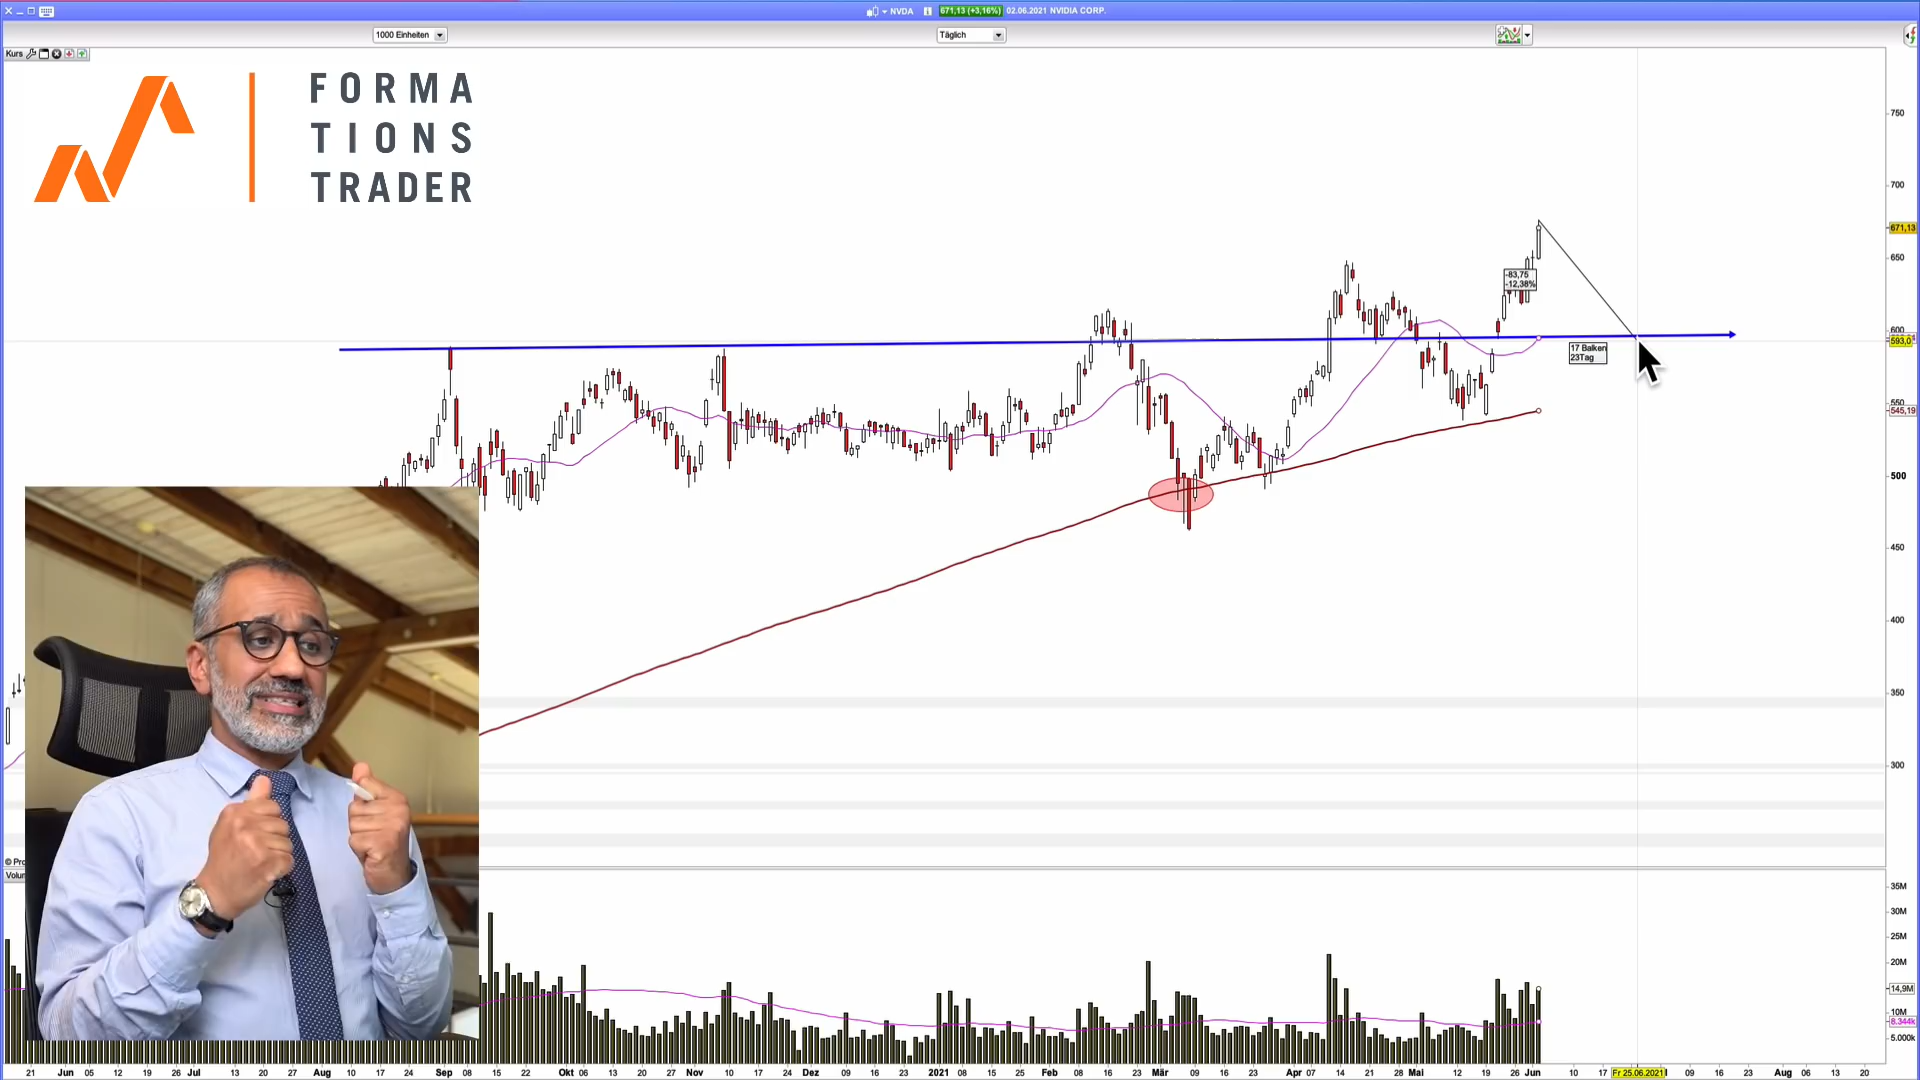 NVDA 671,13 (+3,16%) 02.06.2021 NVIDIA CORP.
1000 Einheiten
Täglich
Kurs
FORMA
TIONS
TRADER
750
700
671,13
650
-83,75
-12,38%
600
593,0
17 Balken
23Tag
550
545,19
500
450
400
350
300
© Pro
Volum
35M
30M
25M
20M
14,9M
10M
8.344k
5.000k
21 Jun 05 12 19 26 Jul 13 20 27 Aug 10 17 24 Sep 08 15 22 Okt 06 13 20 27 Nov 10 17 24 Dez 09 16 23 2021 08 15 25 Feb 08 16 23 Mär 09 16 23 Apr 07 14 21 28 Mai 12 19 26 Jun 10 17 Fr 25.06.2021 09 16 23 Aug 06 13 20